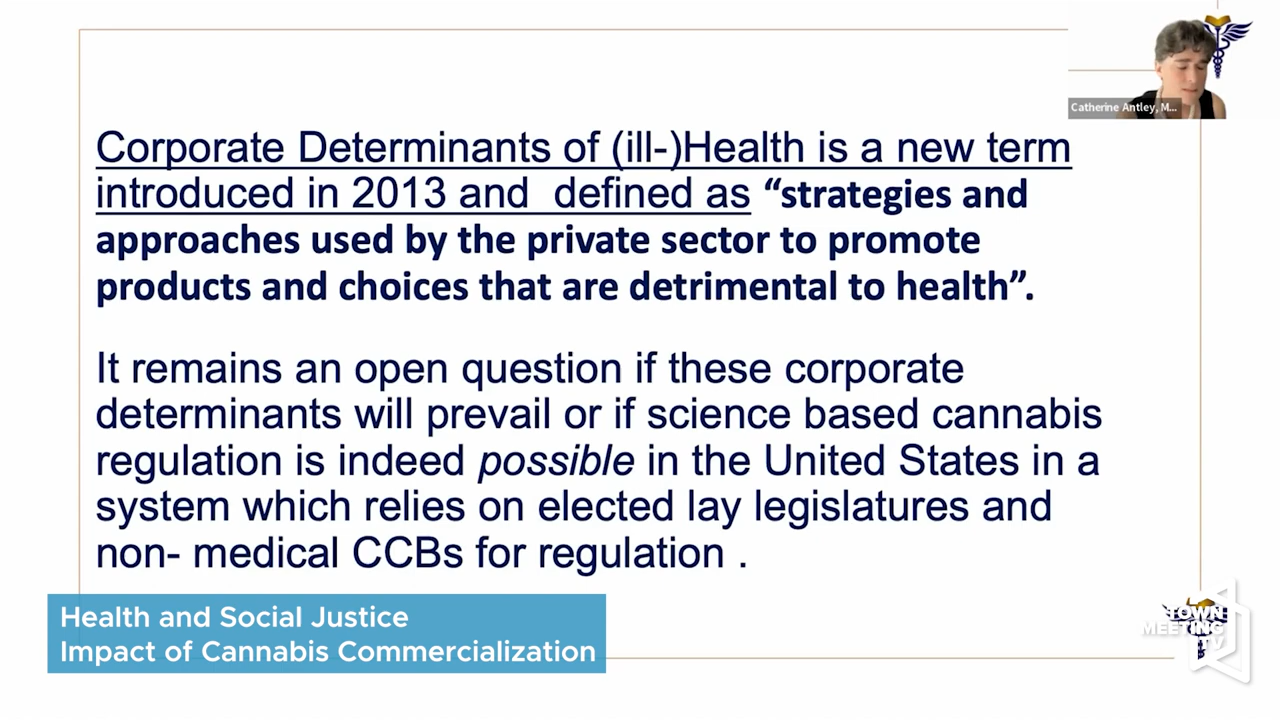 Catherine Antley, M...
Corporate Determinants of (ill-)Health is a new term
introduced in 2013 and  defined as “strategies and
approaches used by the private sector to promote
products and choices that are detrimental to health”.
It remains an open question if these corporate
determinants will prevail or if science based cannabis
regulation is indeed possible in the United States in a
system which relies on elected lay legislatures and
non- medical CCBs for regulation .
Health and Social Justice
Impact of Cannabis Commercialization
TOWN
MEETING
TV